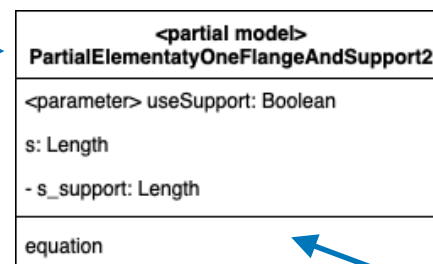 <partial model>
PartialElementatyOneFlangeAndSupport2
<parameter> useSupport: Boolean
s: Length
- s_support: Length
equation